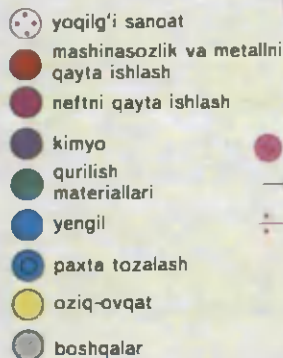 yoqilg'i sanoat
mashinasozlik va metallni
qayta ishlash
neftni qayta ishlash
kimyo
qurilish
materiallari
yengil
paxta tozalash
oziq-ovqat
boshqalar